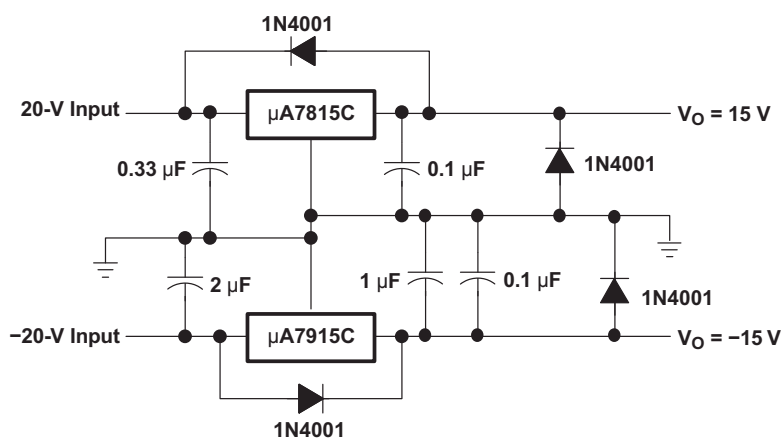 1N4001
20-V Input
µA7815C
V_O = 15 V
0.33 µF
0.1 µF
1N4001
2 µF
1 µF
0.1 µF
1N4001
−20-V Input
µA7915C
V_O = −15 V
1N4001